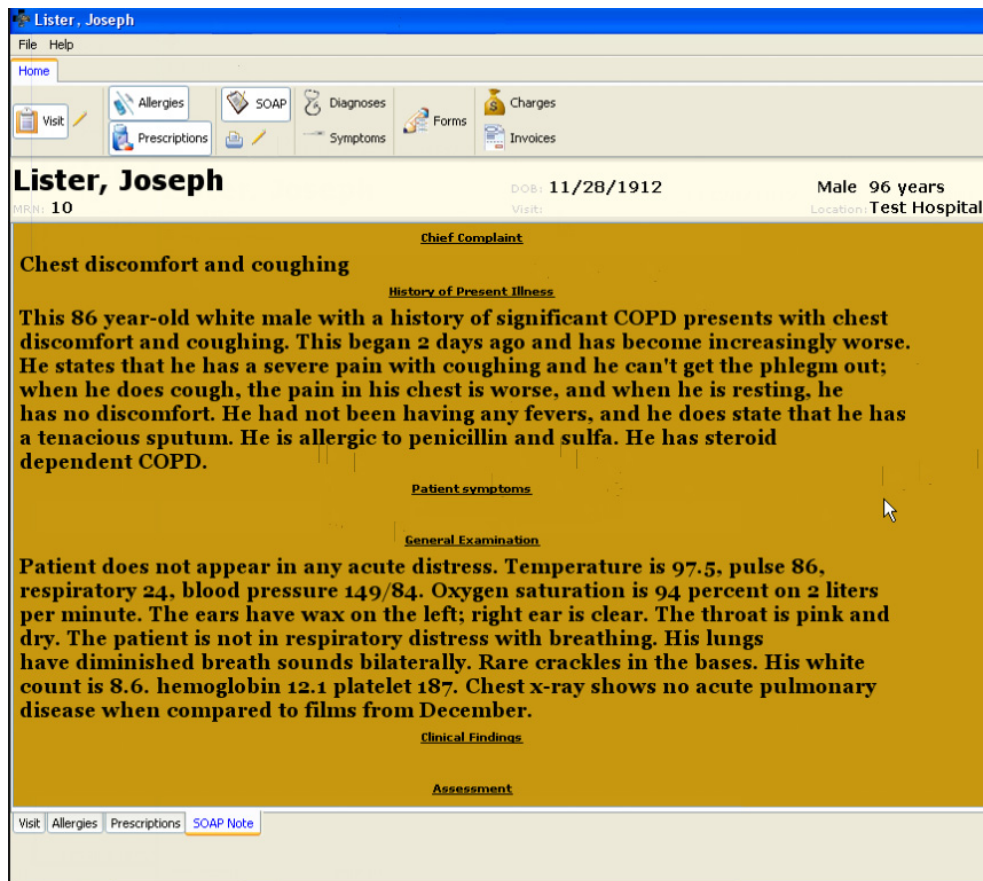 Lister, Joseph
File Help
Home
Visit
Allergies
Prescriptions
SOAP
Diagnoses
Symptoms
Forms
Charges
Invoices
Lister, Joseph DOB: 11/28/1912 Male 96 years
MRN: 10 Visit: Location: Test Hospital
Chief Complaint
Chest discomfort and coughing
History of Present Illness
This 86 year-old white male with a history of significant COPD presents with chest
discomfort and coughing. This began 2 days ago and has become increasingly worse.
He states that he has a severe pain with coughing and he can't get the phlegm out;
when he does cough, the pain in his chest is worse, and when he is resting, he
has no discomfort. He had not been having any fevers, and he does state that he has
a tenacious sputum. He is allergic to penicillin and sulfa. He has steroid
dependent COPD.
Patient symptoms
General Examination
Patient does not appear in any acute distress. Temperature is 97.5, pulse 86,
respiratory 24, blood pressure 149/84. Oxygen saturation is 94 percent on 2 liters
per minute. The ears have wax on the left; right ear is clear. The throat is pink and
dry. The patient is not in respiratory distress with breathing. His lungs
have diminished breath sounds bilaterally. Rare crackles in the bases. His white
count is 8.6. hemoglobin 12.1 platelet 187. Chest x-ray shows no acute pulmonary
disease when compared to films from December.
Clinical Findings
Assessment
Visit Allergies Prescriptions SOAP Note